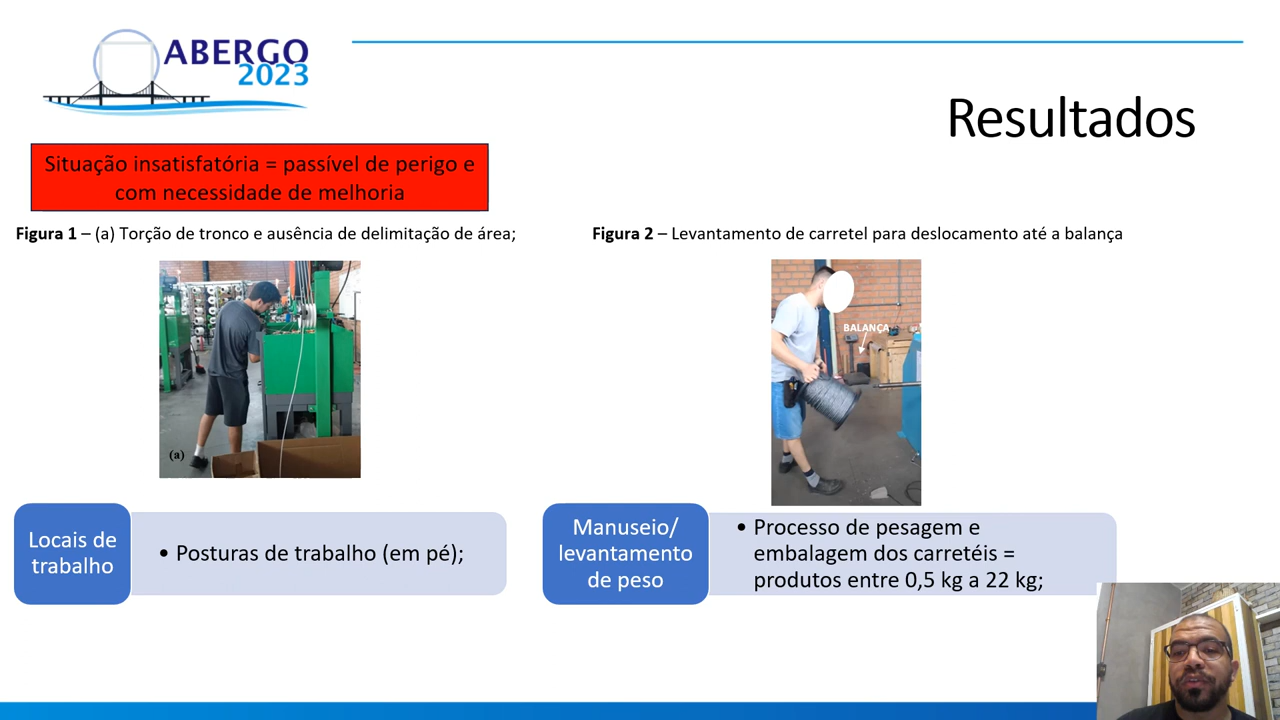 ABERGO
2023
Resultados
Situação insatisfatória = passível de perigo e
com necessidade de melhoria
Figura 1 – (a) Torção de tronco e ausência de delimitação de área;
Figura 2 – Levantamento de carretel para deslocamento até a balança
(a)
BALANÇA
Locais de
trabalho
• Posturas de trabalho (em pé);
Manuseio/
levantamento
de peso
• Processo de pesagem e
embalagem dos carretéis =
produtos entre 0,5 kg a 22 kg;